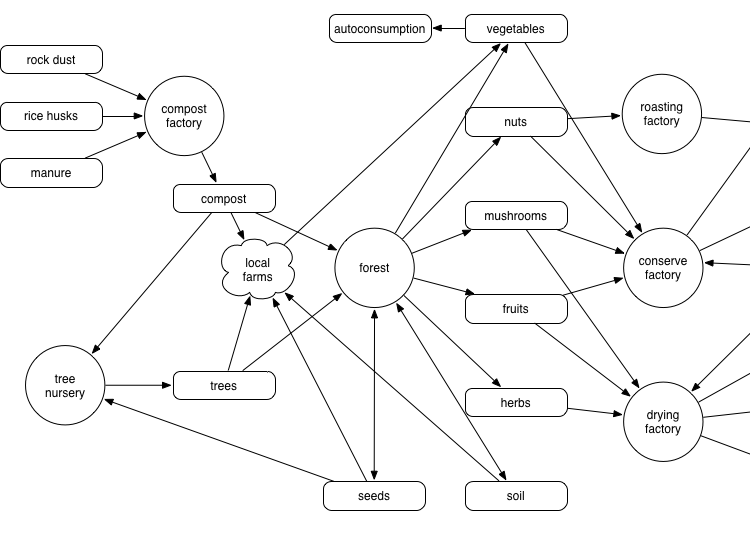 autoconsumption
vegetables
rock dust
rice husks
manure
compost
factory
nuts
roasting
factory
compost
mushrooms
local
farms
forest
conserve
factory
fruits
tree
nursery
trees
herbs
drying
factory
seeds
soil